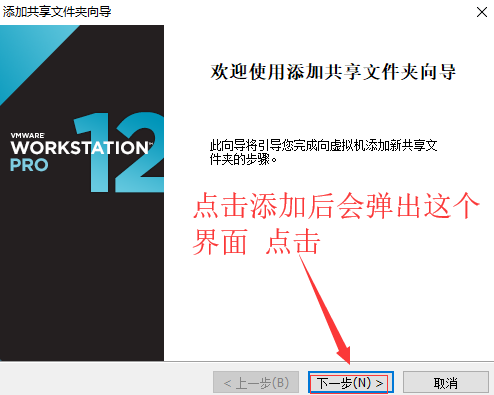 添加共享文件夹向导
欢迎使用添加共享文件夹向导
VMWARE
WORKSTATION™
PRO
12
此向导将引导您完成向虚拟机添加新共享文
件夹的步骤。
点击添加后会弹出这个
界面 点击
< 上一步(B)
下一步(N) >
取消